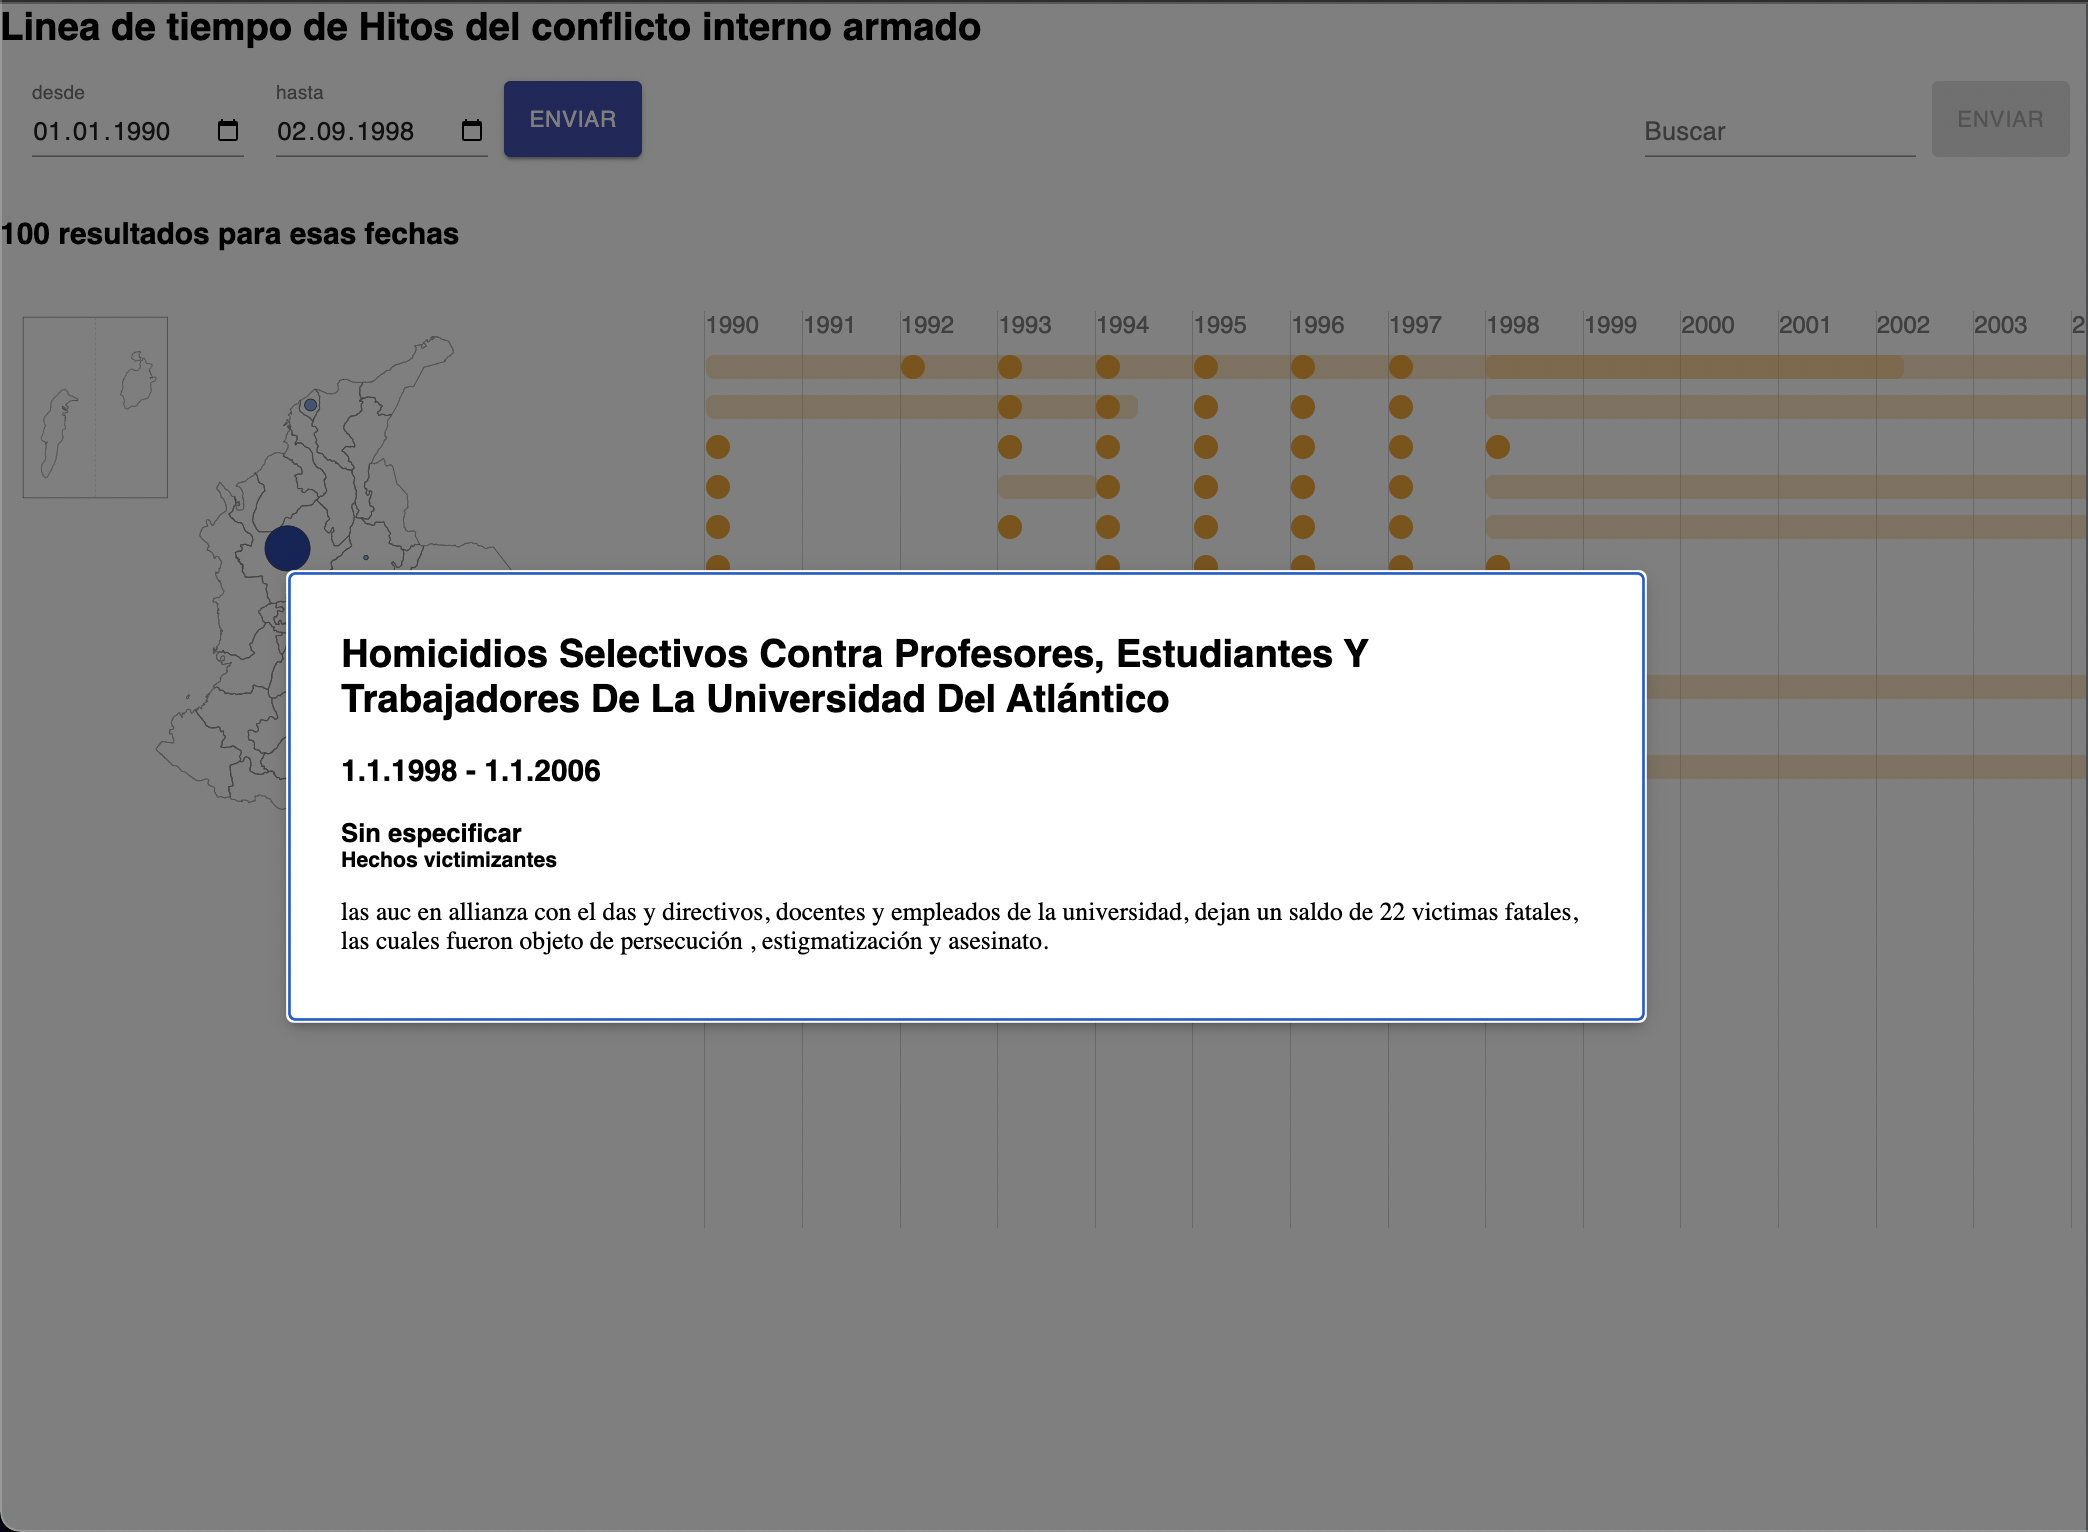 Linea de tiempo de Hitos del conflicto interno armado
desde
hasta
01.01.1990
02.09.1998
ENVIAR
Buscar
ENVIAR
100 resultados para esas fechas
1990 1991 1992 1993 1994 1995 1996 1997 1998 1999 2000 2001 2002 2003 2
Homicidios Selectivos Contra Profesores, Estudiantes Y
Trabajadores De La Universidad Del Atlántico
1.1.1998 - 1.1.2006
Sin especificar
Hechos victimizantes
las auc en allianza con el das y directivos, docentes y empleados de la universidad, dejan un saldo de 22 victimas fatales,
las cuales fueron objeto de persecución , estigmatización y asesinato.